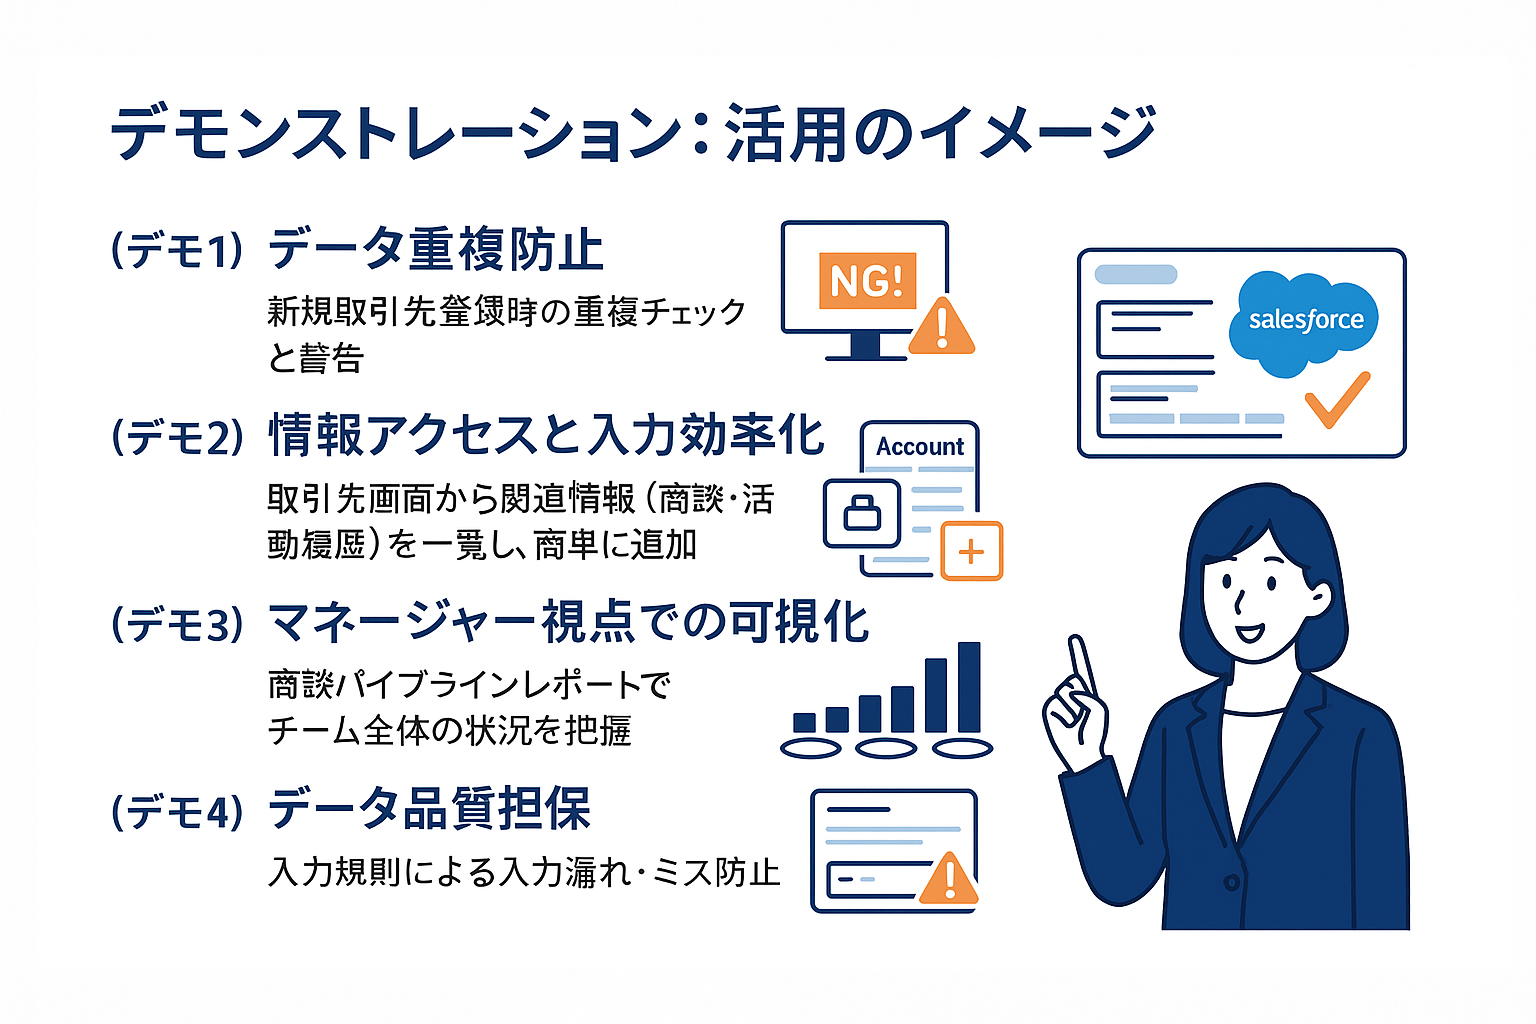 デモンストレーション：活用のイメージ
(デモ1) データ重複防止
新規取引先登録時の重複チェック
と警告
NG!
salesforce
(デモ2) 情報アクセスと入力効率化
取引先画面から関連情報（商談・活
動履歴）を一覧し、商単に追加
Account
(デモ3) マネージャー視点での可視化
商談パイプラインレポートで
チーム全体の状況を把握
(デモ4) データ品質担保
入力規則による入力漏れ・ミス防止